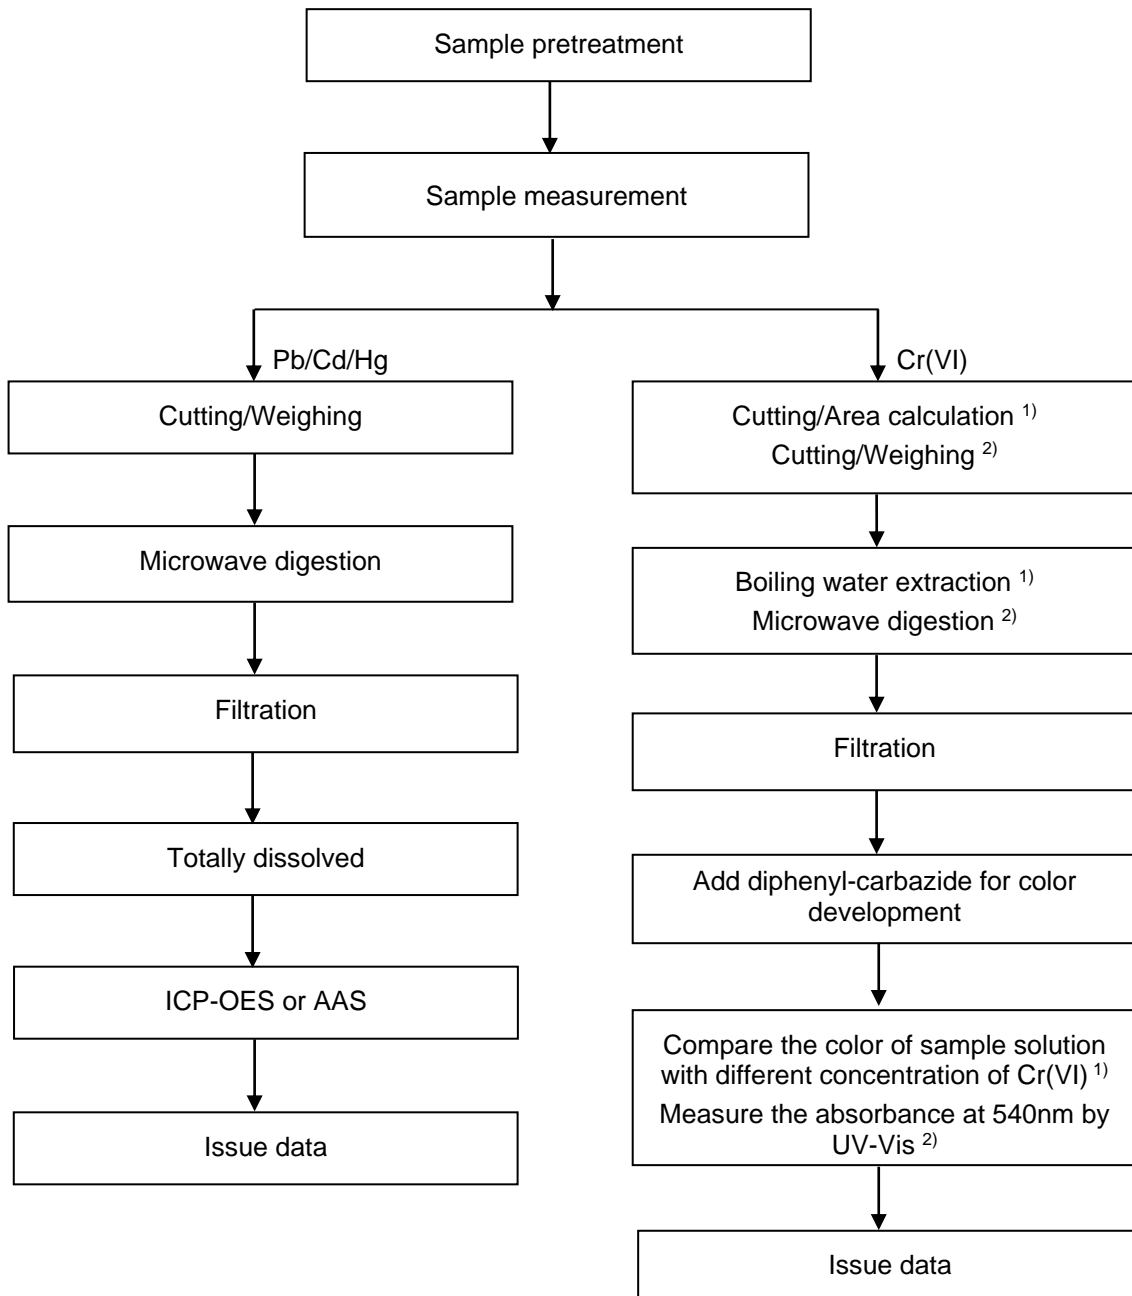 Sample pretreatment
Sample measurement
Pb/Cd/Hg
Cutting/Weighing
Microwave digestion
Filtration
Totally dissolved
ICP-OES or AAS
Issue data
Cr(VI)
Cutting/Area calculation 1)
Cutting/Weighing 2)
Boiling water extraction 1)
Microwave digestion 2)
Filtration
Add diphenyl-carbazide for color
development
Compare the color of sample solution
with different concentration of Cr(VI) 1)
Measure the absorbance at 540nm by
UV-Vis 2)
Issue data